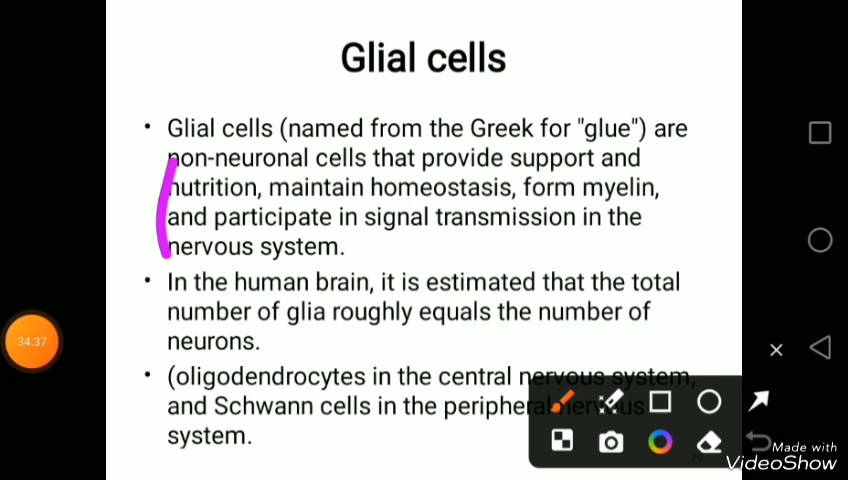 Glial cells
• Glial cells (named from the Greek for "glue") are
non-neuronal cells that provide support and
nutrition, maintain homeostasis, form myelin,
and participate in signal transmission in the
nervous system.
• In the human brain, it is estimated that the total
number of glia roughly equals the number of
neurons.
• (oligodendrocytes in the central nervous system,
and Schwann cells in the peripheral nervous
system.
34:37
Made with
VideoShow